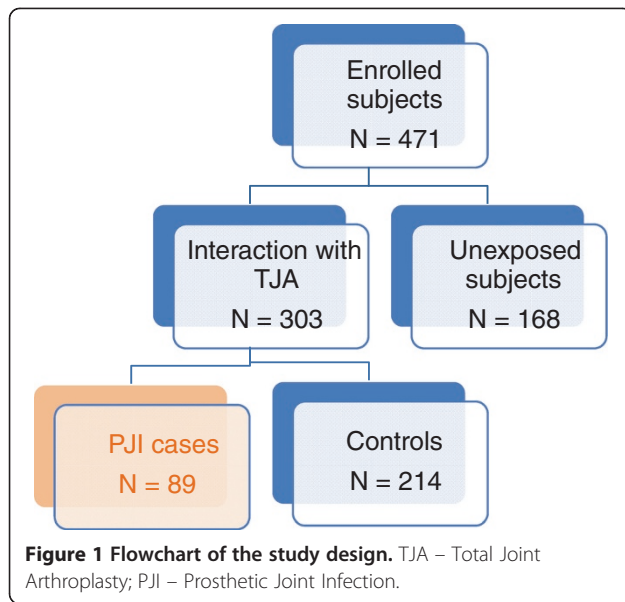 Enrolled
subjects
N = 471
Interaction with
TJA
N = 303
Unexposed
subjects
N = 168
PJI cases
N = 89
Controls
N = 214
Figure 1 Flowchart of the study design. TJA – Total Joint
Arthroplasty; PJI – Prosthetic Joint Infection.